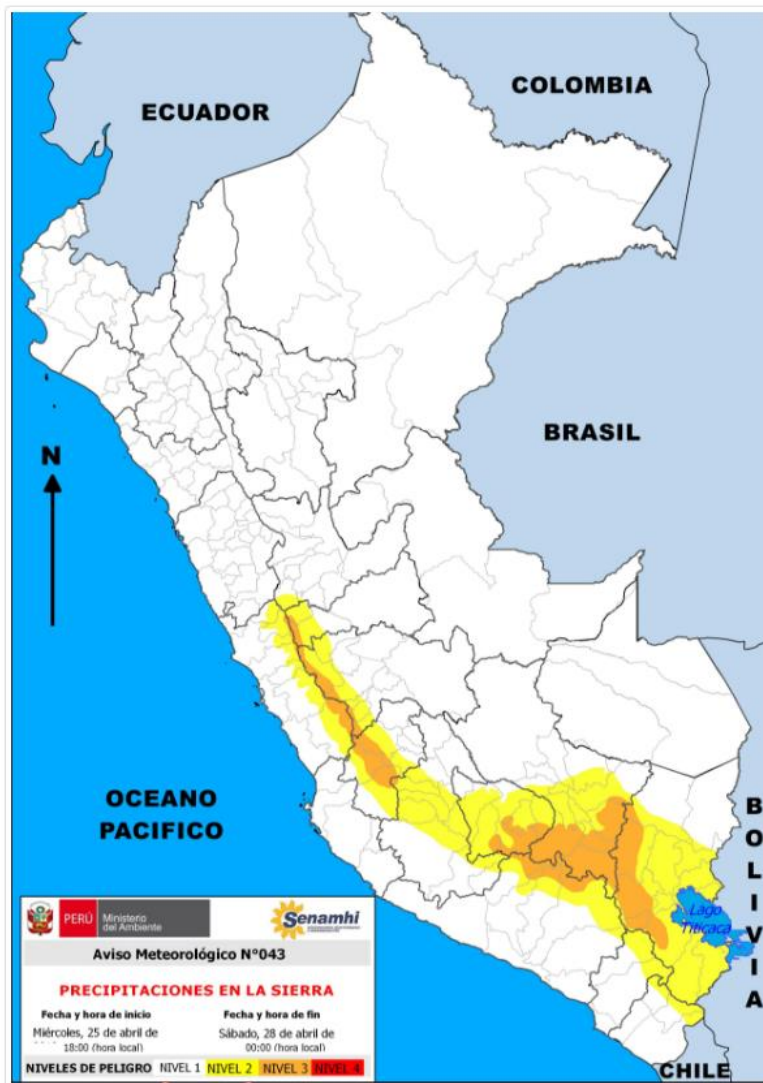 COLOMBIA
ECUADOR
BRASIL
N
OCEANO
PACIFICO
BOLIVIA
Lago
Titicaca
PERÚ Ministerio
del Ambiente
Senamhi
Aviso Meteorológico N°043
PRECIPITACIONES EN LA SIERRA
Fecha y hora de inicio Fecha y hora de fin
Miércoles, 25 de abril de Sábado, 28 de abril de
18:00 (hora local) 00:00 (hora local)
NIVELES DE PELIGRO NIVEL 1 NIVEL 2 NIVEL 3 NIVEL 4
CHILE